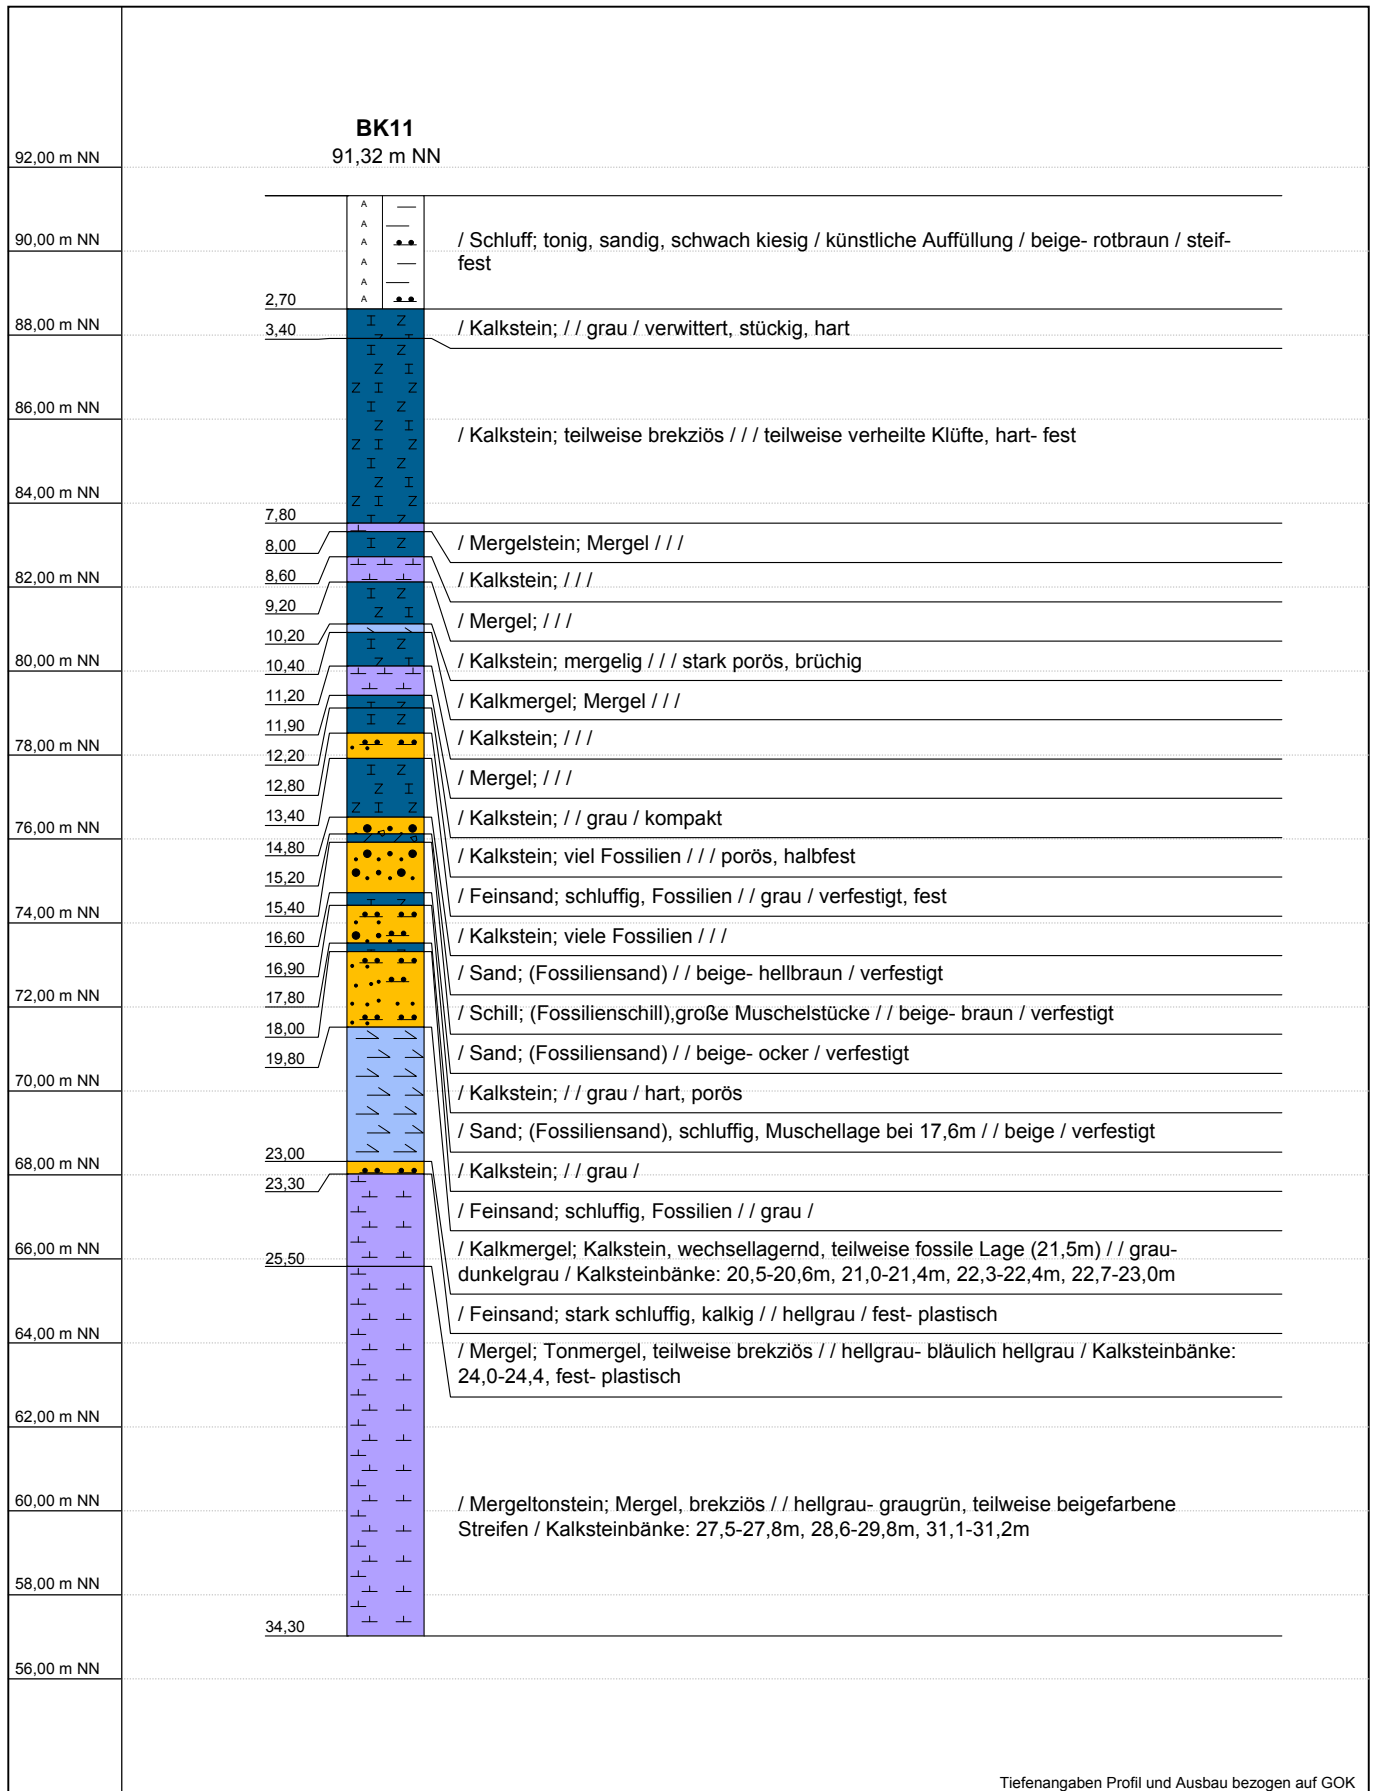 BK11
91,32 m NN
92,00 m NN
90,00 m NN
/ Schluff; tonig, sandig, schwach kiesig / künstliche Auffüllung / beige- rotbraun / steif-
fest
2,70
88,00 m NN
3,40
/ Kalkstein; / / grau / verwittert, stückig, hart
86,00 m NN
/ Kalkstein; teilweise brekziös / / / teilweise verheilte Klüfte, hart- fest
84,00 m NN
7,80
8,00
/ Mergelstein; Mergel / / /
82,00 m NN
8,60
/ Kalkstein; / / /
9,20
/ Mergel; / / /
10,20
80,00 m NN
10,40
/ Kalkstein; mergelig / / / stark porös, brüchig
11,20
/ Kalkmergel; Mergel / / /
11,90
78,00 m NN
12,20
/ Kalkstein; / / /
12,80
/ Mergel; / / /
13,40
76,00 m NN
/ Kalkstein; / / grau / kompakt
14,80
/ Kalkstein; viel Fossilien / / / porös, halbfest
15,20
/ Feinsand; schluffig, Fossilien / / grau / verfestigt, fest
15,40
74,00 m NN
16,60
/ Kalkstein; viele Fossilien / / /
16,90
/ Sand; (Fossiliensand) / / beige- hellbraun / verfestigt
17,80
72,00 m NN
/ Schill; (Fossilienschill),große Muschelstücke / / beige- braun / verfestigt
18,00
19,80
/ Sand; (Fossiliensand) / / beige- ocker / verfestigt
70,00 m NN
/ Kalkstein; / / grau / hart, porös
/ Sand; (Fossiliensand), schluffig, Muschellage bei 17,6m / / beige / verfestigt
23,00
68,00 m NN
/ Kalkstein; / / grau /
23,30
/ Feinsand; schluffig, Fossilien / / grau /
66,00 m NN
25,50
/ Kalkmergel; Kalkstein, wechsellagernd, teilweise fossile Lage (21,5m) / / grau-
dunkelgrau / Kalksteinbänke: 20,5-20,6m, 21,0-21,4m, 22,3-22,4m, 22,7-23,0m
/ Feinsand; stark schluffig, kalkig / / hellgrau / fest- plastisch
64,00 m NN
/ Mergel; Tonmergel, teilweise brekziös / / hellgrau- bläulich hellgrau / Kalksteinbänke:
24,0-24,4, fest- plastisch
62,00 m NN
60,00 m NN
/ Mergeltonstein; Mergel, brekziös / / hellgrau- graugrün, teilweise beigefarbene
Streifen / Kalksteinbänke: 27,5-27,8m, 28,6-29,8m, 31,1-31,2m
58,00 m NN
34,30
56,00 m NN
Tiefenangaben Profil und Ausbau bezogen auf GOK